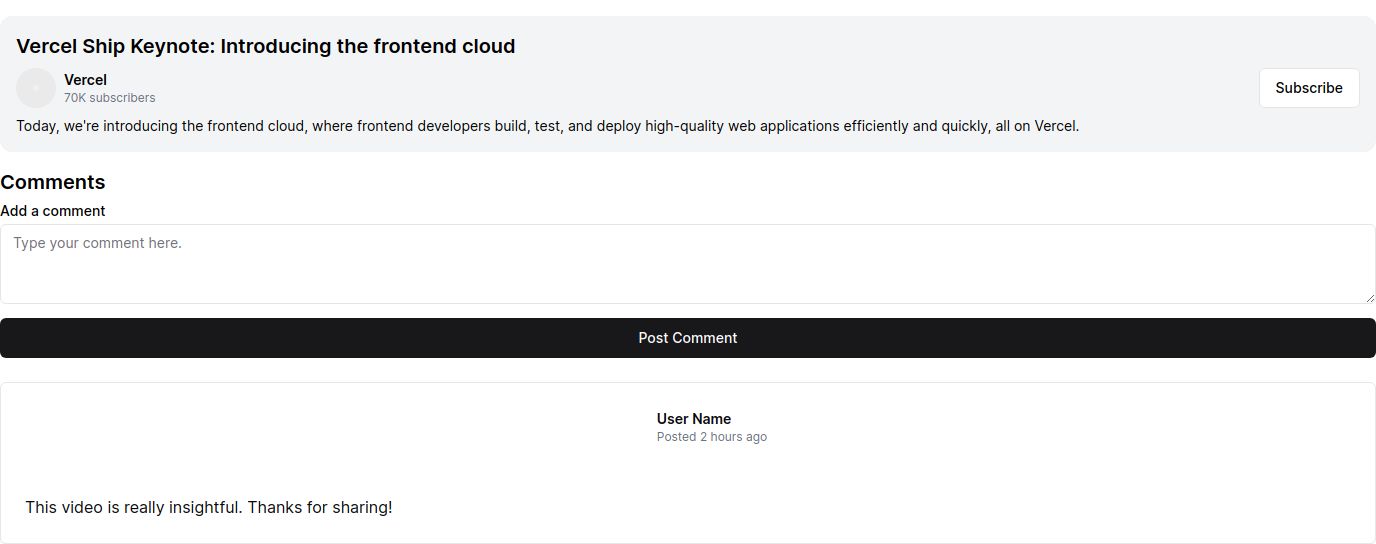 Vercel Ship Keynote: Introducing the frontend cloud
Vercel
70K subscribers
Subscribe
Today, we're introducing the frontend cloud, where frontend developers build, test, and deploy high-quality web applications efficiently and quickly, all on Vercel.
Comments
Add a comment
Type your comment here.
Post Comment
User Name
Posted 2 hours ago
This video is really insightful. Thanks for sharing!